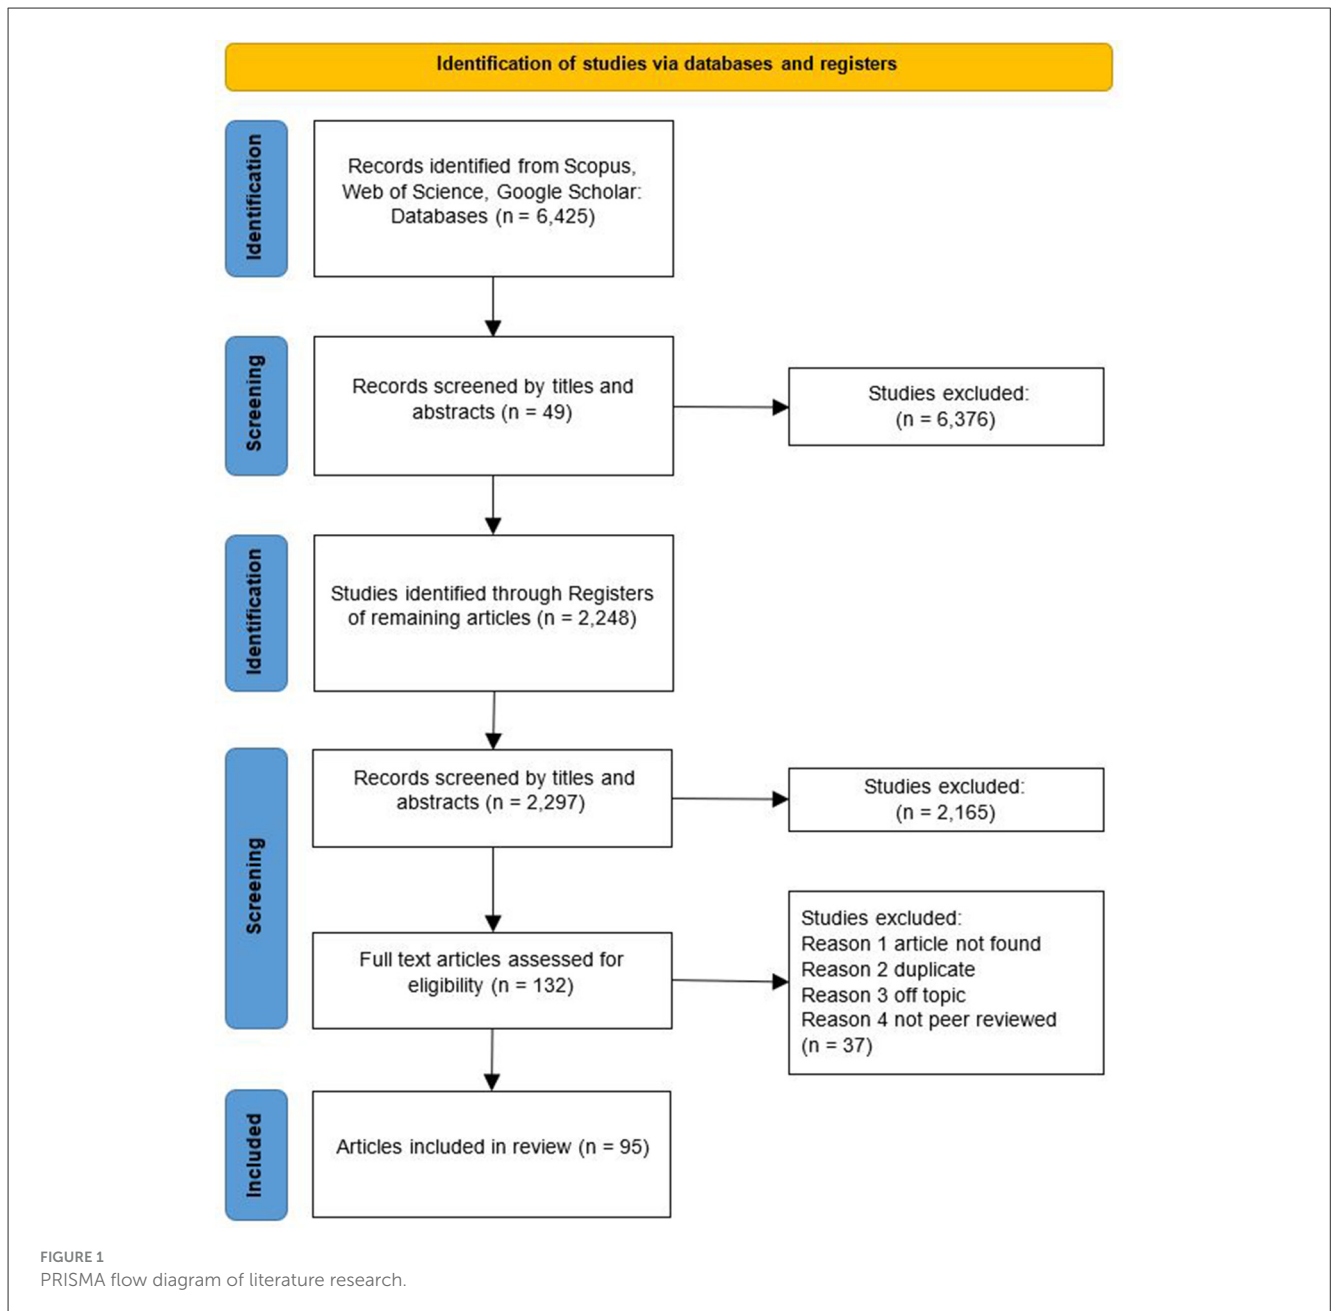 Identification of studies via databases and registers
Identification
Records identified from Scopus,
Web of Science, Google Scholar:
Databases (n = 6,425)
Screening
Records screened by titles and
abstracts (n = 49)
Studies excluded:
(n = 6,376)
Identification
Studies identified through Registers
of remaining articles (n = 2,248)
Screening
Records screened by titles and
abstracts (n = 2,297)
Studies excluded:
(n = 2,165)
Full text articles assessed for
eligibility (n = 132)
Studies excluded:
Reason 1 article not found
Reason 2 duplicate
Reason 3 off topic
Reason 4 not peer reviewed
(n = 37)
Included
Articles included in review (n = 95)
FIGURE 1
PRISMA flow diagram of literature research.